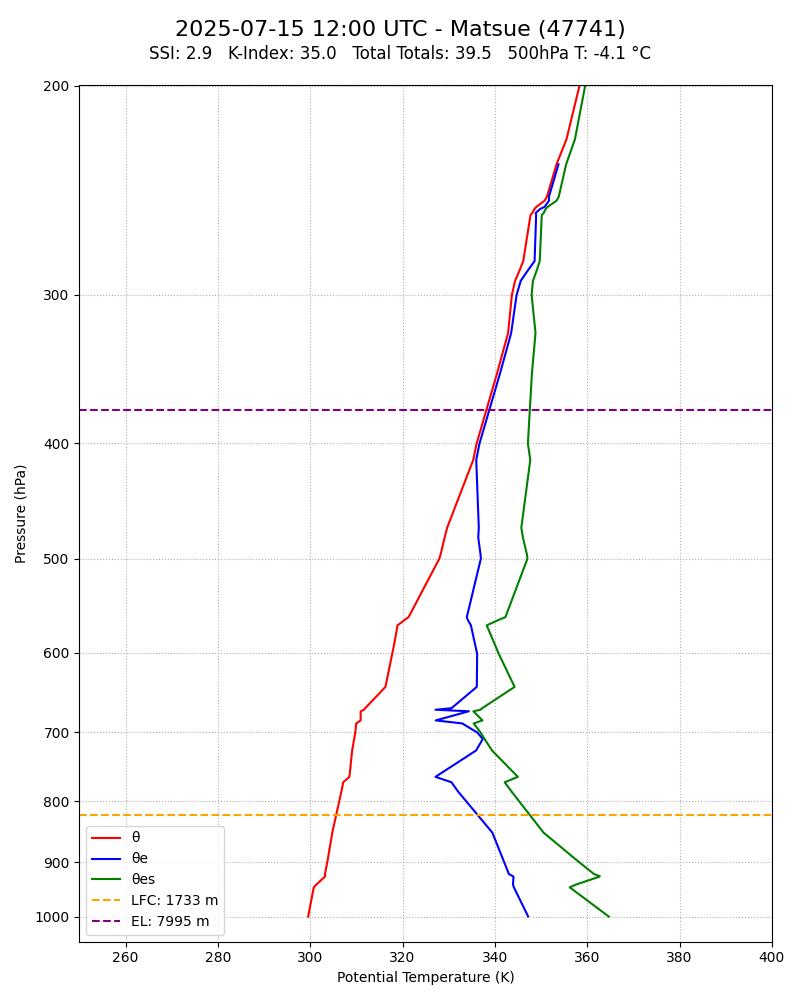 2025-07-15 12:00 UTC - Matsue (47741)
SSI: 2.9 K-Index: 35.0 Total Totals: 39.5 500hPa T: -4.1 °C
200
300
400
500
600
700
800
900
1000
Pressure (hPa)
θ
θe
θes
LFC: 1733 m
EL: 7995 m
260 280 300 320 340 360 380 400
Potential Temperature (K)